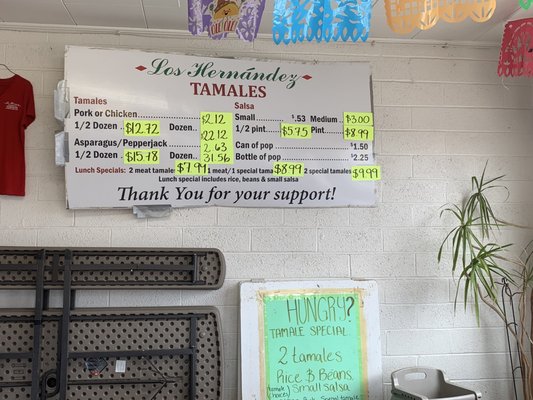 Los Hernández
TAMALES
Tamales
Pork or Chicken $2.12
1/2 Dozen $12.72 Dozen $22.12
Asparagus/Pepperjack 2.63
1/2 Dozen $15.78 Dozen 31.56
Salsa
Small $.53 Medium $3.00
1/2 pint $5.75 Pint $8.99
Can of pop $1.50
Bottle of pop $2.25
Lunch Specials: 2 meat tamales $7.99 1 meat/1 special tama $8.99 2 special tamales $9.99
Lunch special includes rice, beans & small salsa
Thank You for your support!
HUNGRY?
TAMALE SPECIAL
2 tamales
Rice & Beans
Small salsa